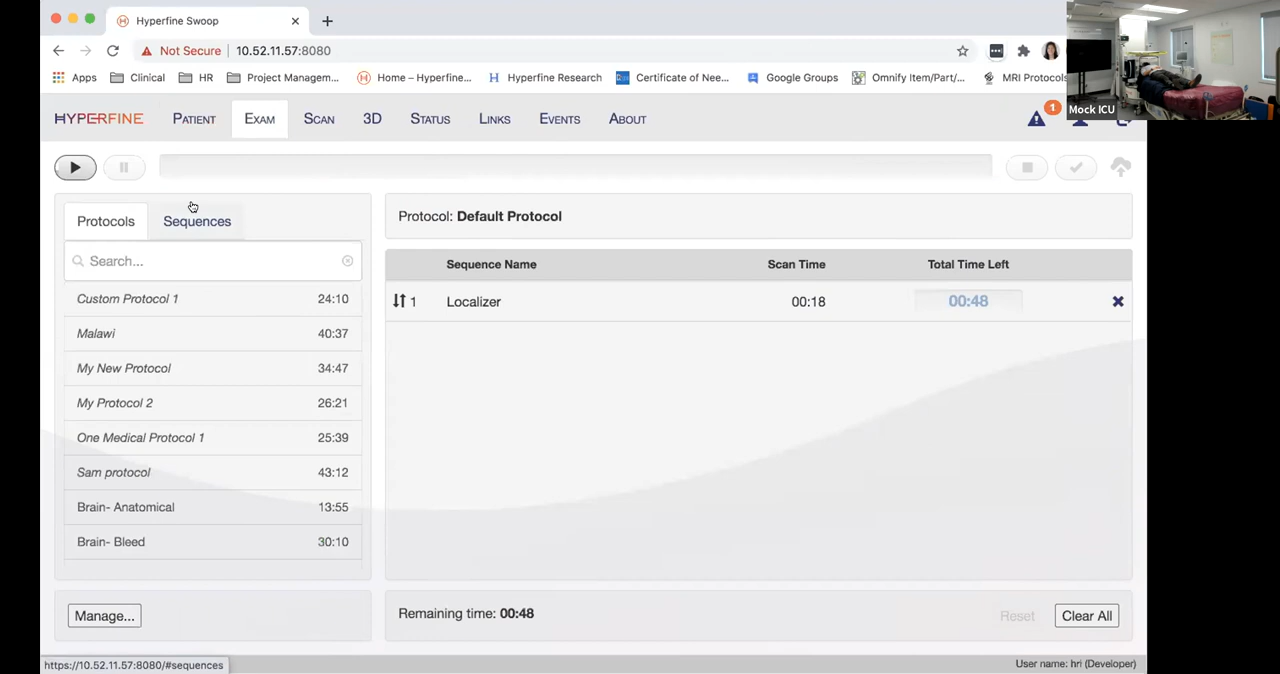 Hyperfine Swoop
Not Secure
10.52.11.57:8080
Apps
Clinical
HR
Project Managem...
Home – Hyperfine...
Hyperfine Research
Certificate of Nee...
Google Groups
Omnify Item/Part/...
MRI Protocols
Mock ICU
HYPERFINE
PATIENT
EXAM
SCAN
3D
STATUS
LINKS
EVENTS
ABOUT
1
Protocols
Sequences
Search...
Custom Protocol 1 24:10
Malawi 40:37
My New Protocol 34:47
My Protocol 2 26:21
One Medical Protocol 1 25:39
Sam protocol 43:12
Brain- Anatomical 13:55
Brain- Bleed 30:10
Manage...
Protocol: Default Protocol
Sequence Name Scan Time Total Time Left
1 Localizer 00:18 00:48
Remaining time: 00:48
Reset
Clear All
https://10.52.11.57:8080/#sequences
User name: hri (Developer)